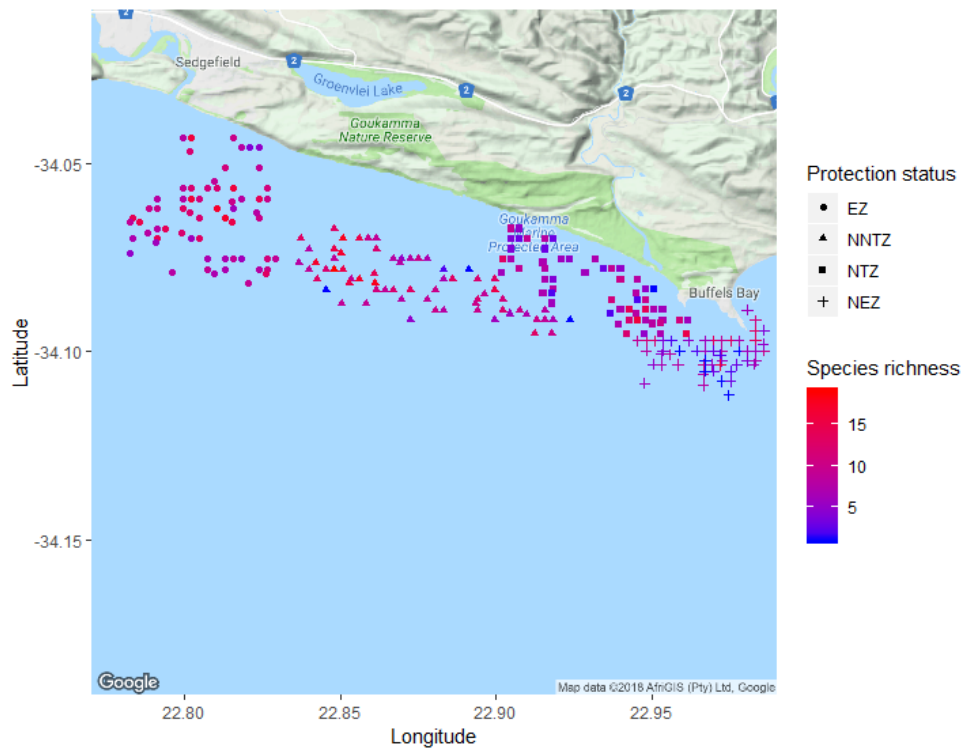 2
Sedgefield
2
2
2
Groenvlei Lake
Goukamma
Nature Reserve
-34.05
Goukamma
Marine
Protected Area
Buffels Bay
-34.10
-34.15
Latitude
Google
Map data ©2018 AfriGIS (Pty) Ltd, Google
22.80
22.85
22.90
22.95
Longitude
Protection status
EZ
NNTZ
NTZ
NEZ
Species richness
15
10
5